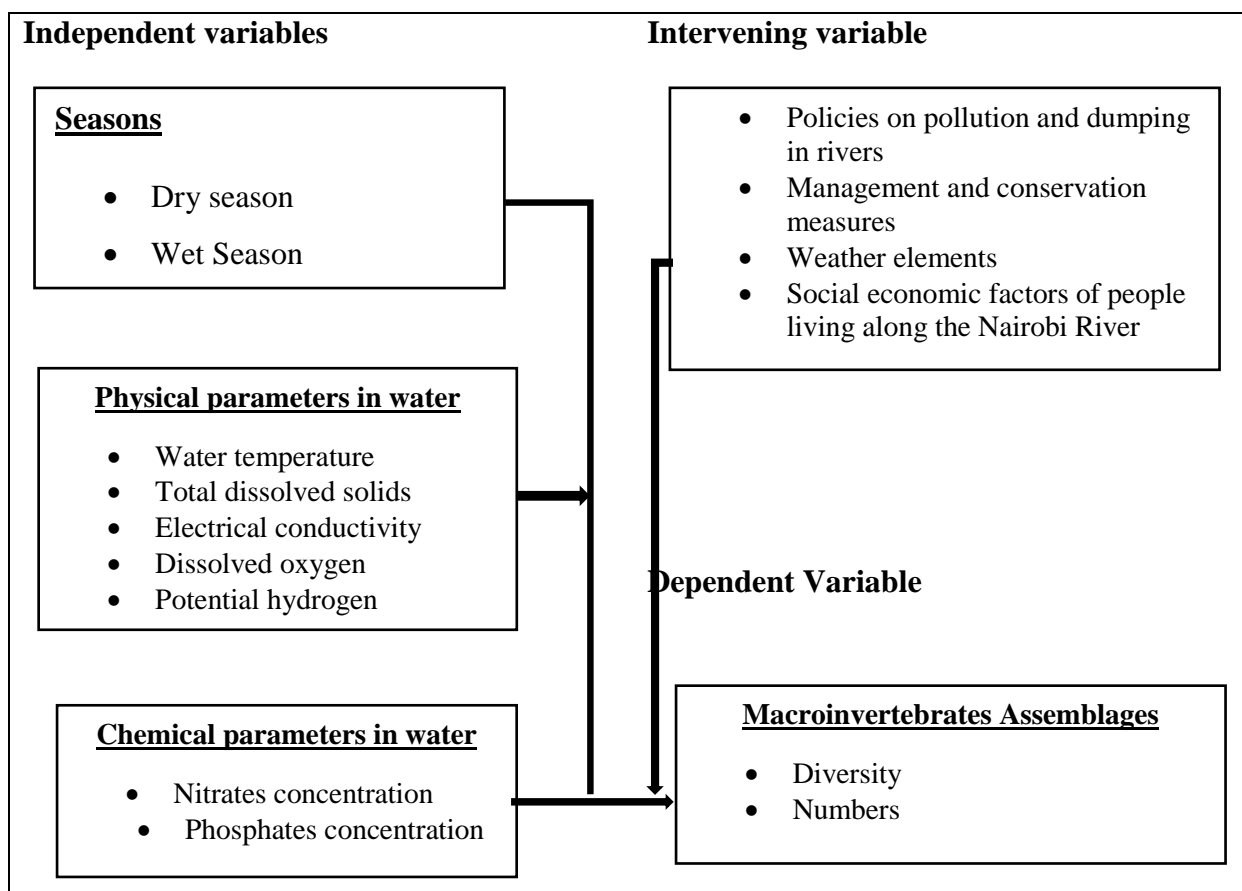 Independent variables
Seasons
• Dry season
• Wet Season
Physical parameters in water
• Water temperature
• Total dissolved solids
• Electrical conductivity
• Dissolved oxygen
• Potential hydrogen
Chemical parameters in water
• Nitrates concentration
• Phosphates concentration
Intervening variable
• Policies on pollution and dumping
in rivers
• Management and conservation
measures
• Weather elements
• Social economic factors of people
living along the Nairobi River
Dependent Variable
Macroinvertebrates Assemblages
• Diversity
• Numbers